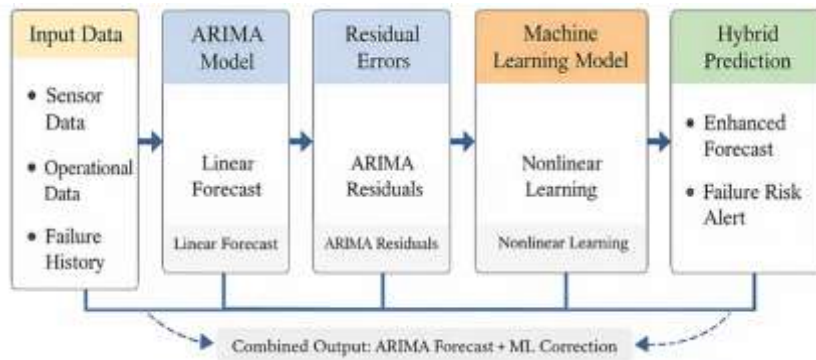 Input Data
• Sensor
Data
• Operational
Data
• Failure
History
ARIMA
Model
Linear
Forecast
Linear Forecast
Residual
Errors
ARIMA
Residuals
ARIMA Residuals
Machine
Learning Model
Nonlinear
Learning
Nonlinear Learning
Hybrid
Prediction
• Enhanced
Forecast
• Failure Risk
Alert
Combined Output: ARIMA Forecast + ML Correction